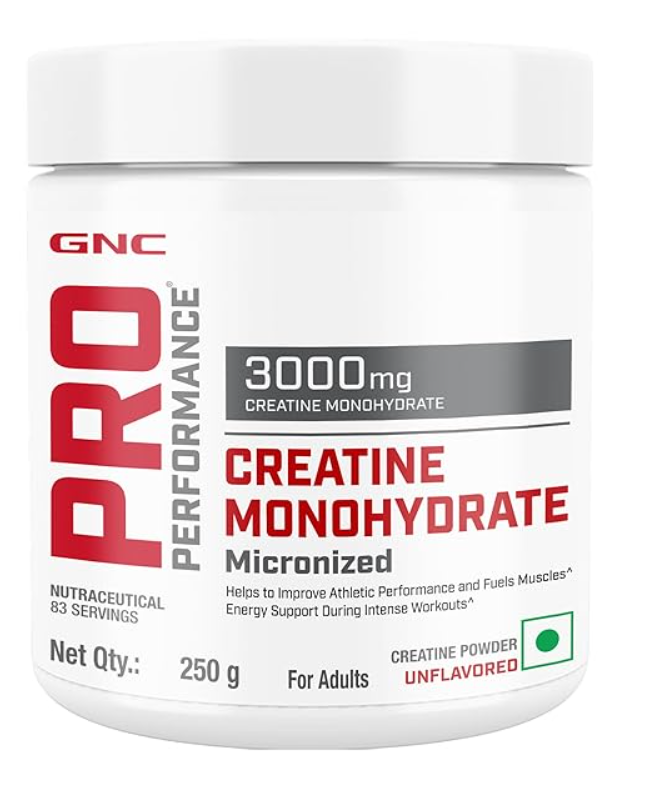 GNC
PRO
PERFORMANCE®
3000mg
CREATINE MONOHYDRATE
CREATINE
MONOHYDRATE
Micronized
Helps to Improve Athletic Performance and Fuels Muscles^
Energy Support During Intense Workouts^
NUTRACEUTICAL
83 SERVINGS
Net Qty.: 250 g
For Adults
CREATINE POWDER
UNFLAVORED